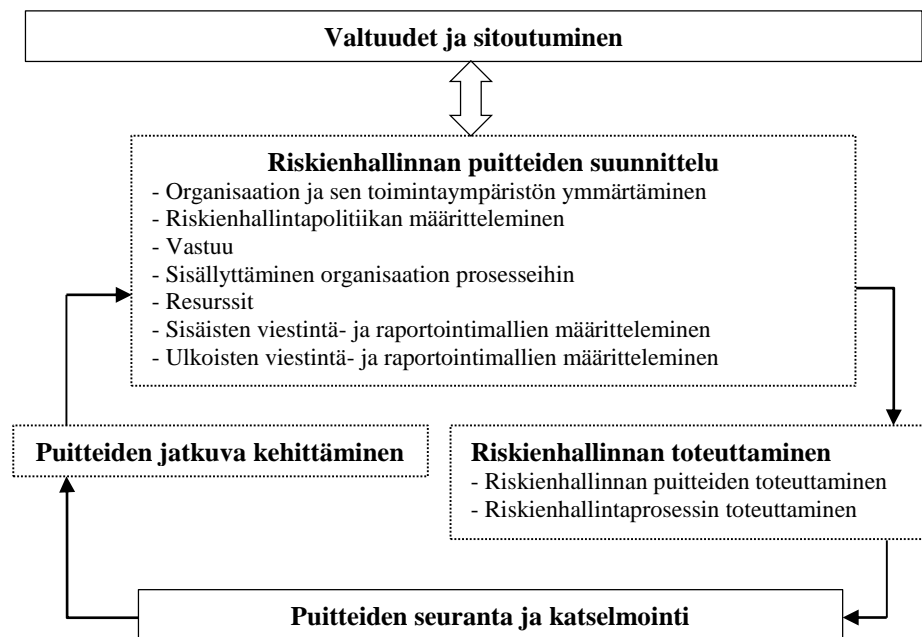 Valtuudet ja sitoutuminen
Riskienhallinnan puitteiden suunnittelu
- Organisaation ja sen toimintaympäristön ymmärtäminen
- Riskienhallintapolitiikan määritteleminen
- Vastuu
- Sisällyttäminen organisaation prosesseihin
- Resurssit
- Sisäisten viestintä- ja raportointimallien määritteleminen
- Ulkoisten viestintä- ja raportointimallien määritteleminen
Puitteiden jatkuva kehittäminen
Riskienhallinnan toteuttaminen
- Riskienhallinnan puitteiden toteuttaminen
- Riskienhallintaprosessin toteuttaminen
Puitteiden seuranta ja katselmointi